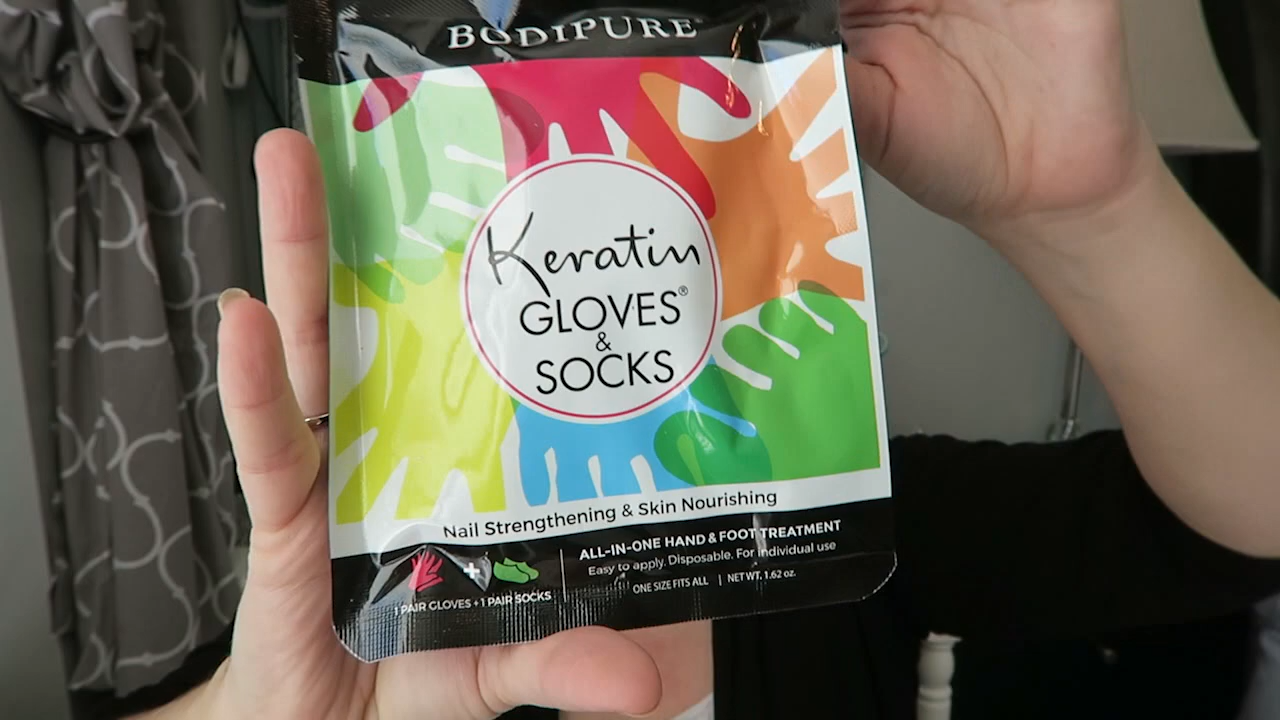 BODIPURE
Keratin
GLOVES®
&
SOCKS
Nail Strengthening & Skin Nourishing
1 PAIR GLOVES + 1 PAIR SOCKS
ALL-IN-ONE HAND & FOOT TREATMENT
Easy to apply. Disposable. For individual use
ONE SIZE FITS ALL | NET WT. 1.62 oz.